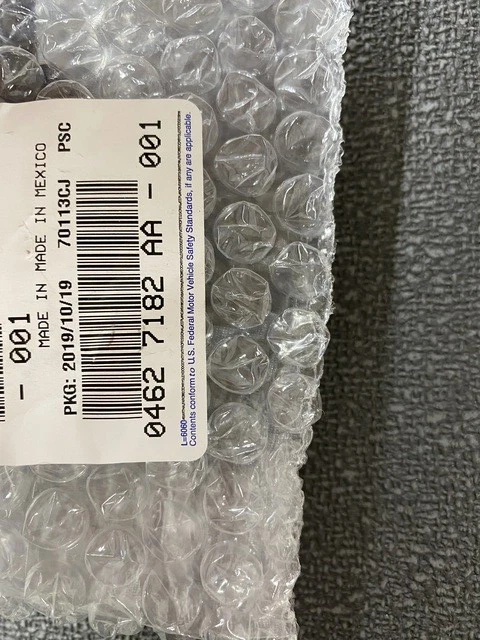 - 001
MADE IN MADE IN MEXICO
PKG: 2019/10/19 70113CJ PSC
0462 7182 AA - 001
L=6060
Contents conform to U.S. Federal Motor Vehicle Safety Standards, if any are applicable.